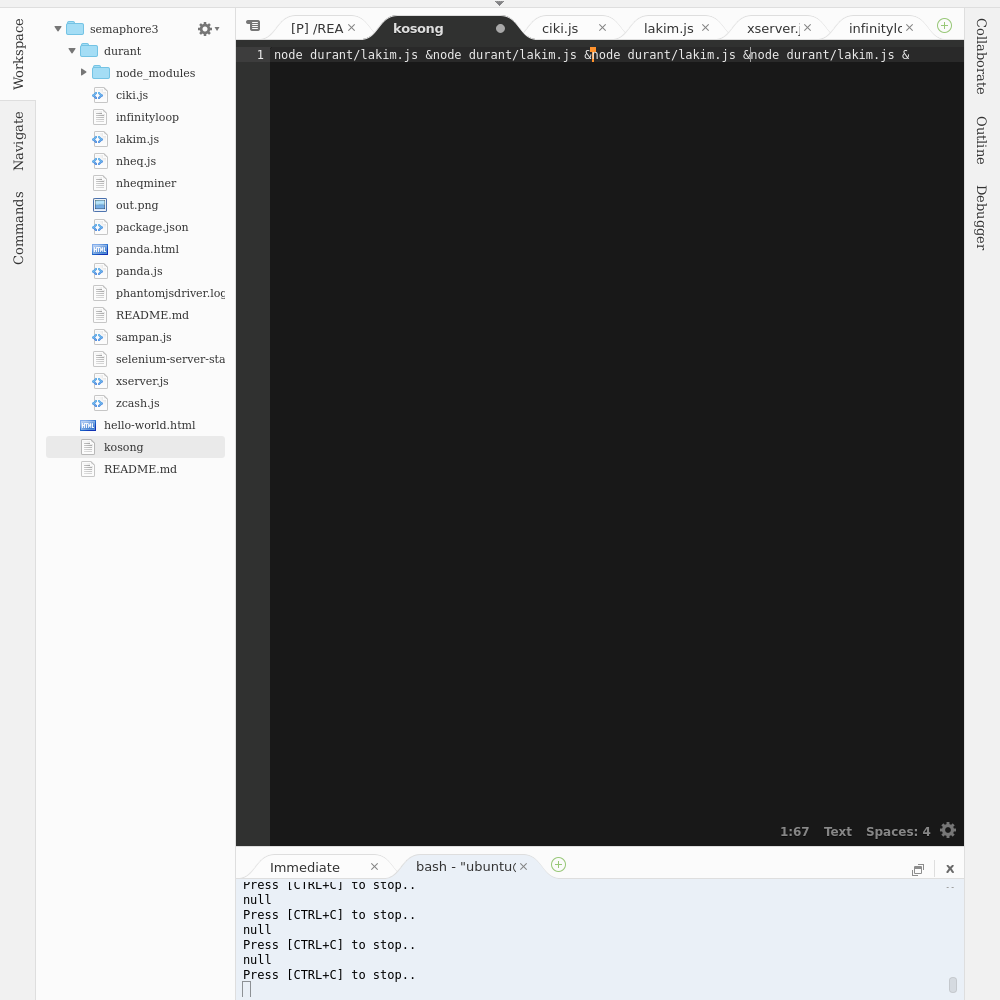 Workspace
Navigate
Commands
semaphore3
durant
node_modules
ciki.js
infinityloop
lakim.js
nheq.js
nheqminer
out.png
package.json
panda.html
panda.js
phantomjsdriver.log
README.md
sampan.js
selenium-server-sta
xserver.js
zcash.js
hello-world.html
kosong
README.md
[P] /REA
kosong
ciki.js
lakim.js
xserver.j
infinitylo
1 node durant/lakim.js &node durant/lakim.js &node durant/lakim.js &node durant/lakim.js &
1:67 Text Spaces: 4
Immediate
bash - "ubuntu(
Press [CTRL+C] to stop..
null
Press [CTRL+C] to stop..
null
Press [CTRL+C] to stop..
null
Press [CTRL+C] to stop..
Collaborate
Outline
Debugger